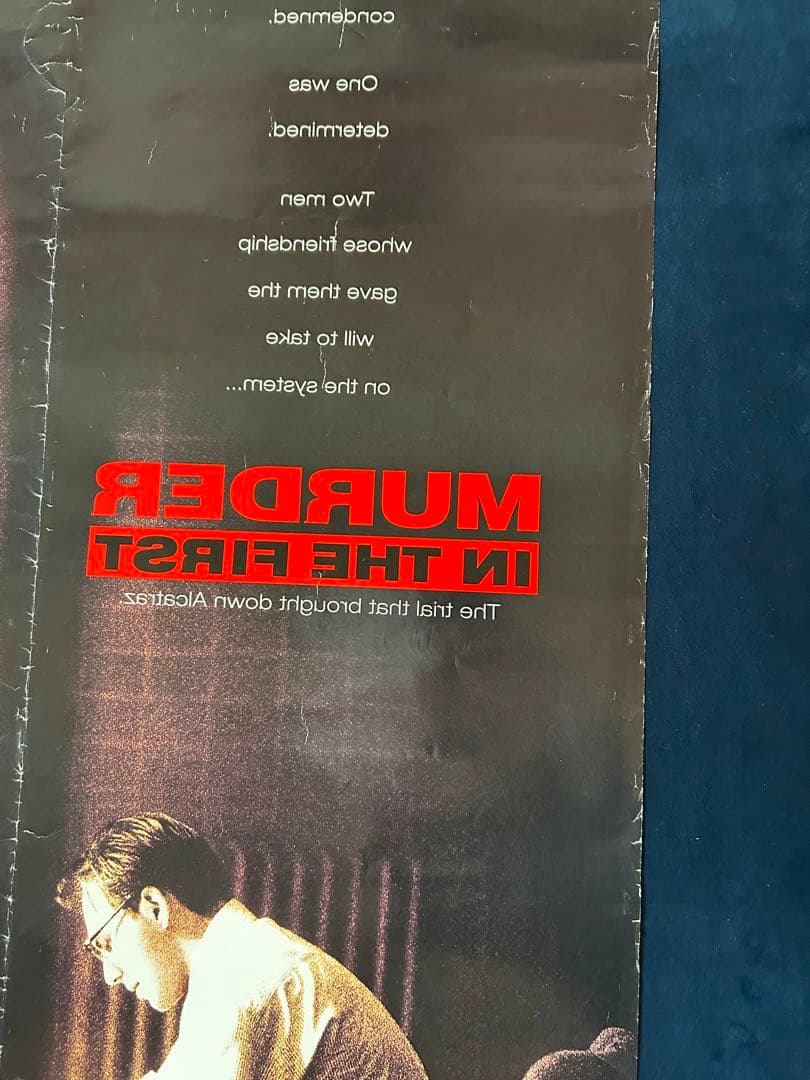 condemned.
One was
determined.
Two men
whose friendship
gave them the
will to take
on the system...
MURDER
IN THE FIRST
The trial that brought down Alcatraz